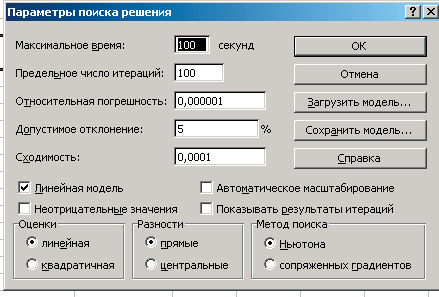 Параметры поиска решения
Максимальное время: 100 секунд OK
Предельное число итераций: 100 Отмена
Относительная погрешность: 0,000001 Загрузить модель...
Допустимое отклонение: 5 % Сохранить модель...
Сходимость: 0,0001 Справка
Линейная модель Автоматическое масштабирование
Неотрицательные значения Показывать результаты итераций
Оценки Разности Метод поиска
линейная прямые Ньютона
квадратичная центральные сопряженных градиентов